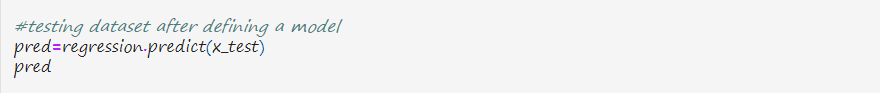 #testing dataset after defining a model
pred=regression.predict(x_test)
pred